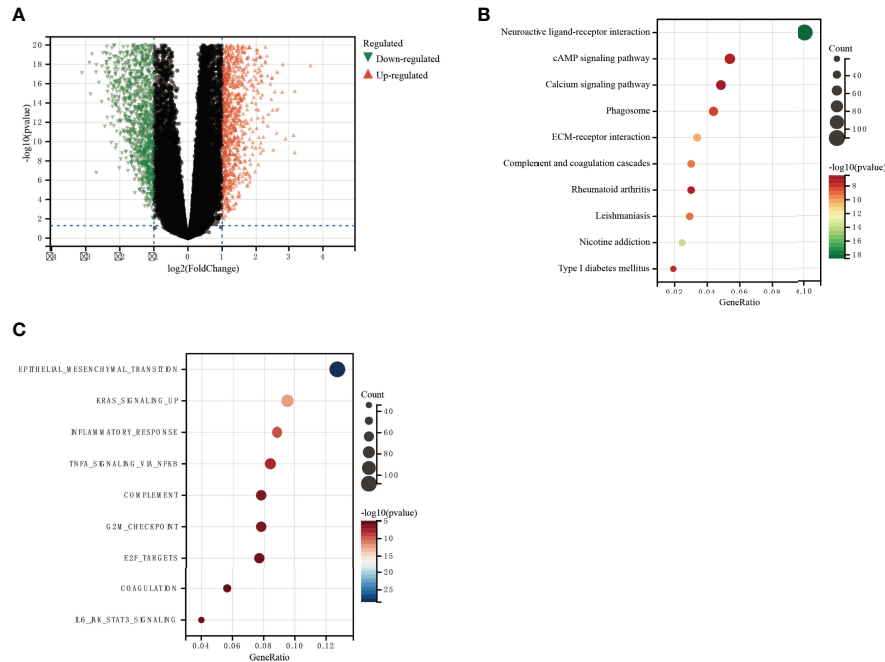 A
20
18
16
14
12
10
8
6
4
2
0
-log10(pvalue)
4
3
2
1
0
1
2
3
4
log2(FoldChange)
Regulated
Down-regulated
Up-regulated
B
Neuroactive ligand-receptor interaction
cAMP signaling pathway
Calcium signaling pathway
Phagosome
ECM-receptor interaction
Complement and coagulation cascades
Rheumatoid arthritis
Leishmaniasis
Nicotine addiction
Type I diabetes mellitus
0.02
0.04
0.06
0.08
0.10
GeneRatio
Count
20
40
60
80
100
-log10(pvalue)
8
10
12
14
16
18
C
EPITHELIAL_MESENCHYMAL_TRANSITION
KRAS_SIGNALING_UP
INFLAMMATORY_RESPONSE
TNFA_SIGNALING_VIA_NFKB
COMPLEMENT
G2M_CHECKPOINT
E2F_TARGETS
COAGULATION
IL6_JAK_STAT3_SIGNALING
0.04
0.06
0.08
0.10
0.12
GeneRatio
Count
40
60
80
100
-log10(pvalue)
5
10
15
20
25